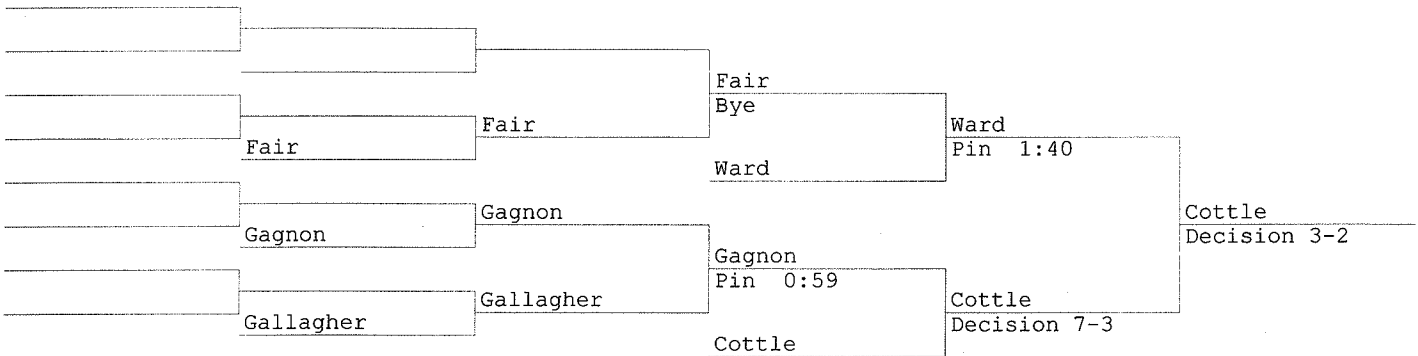 Fair
Bye
Fair
Ward
Fair
Pin  1:40
Ward
Gagnon
Cottle
Gagnon
Decision 3-2
Gagnon
Pin  0:59
Gallagher
Cottle
Gallagher
Decision 7-3
Cottle